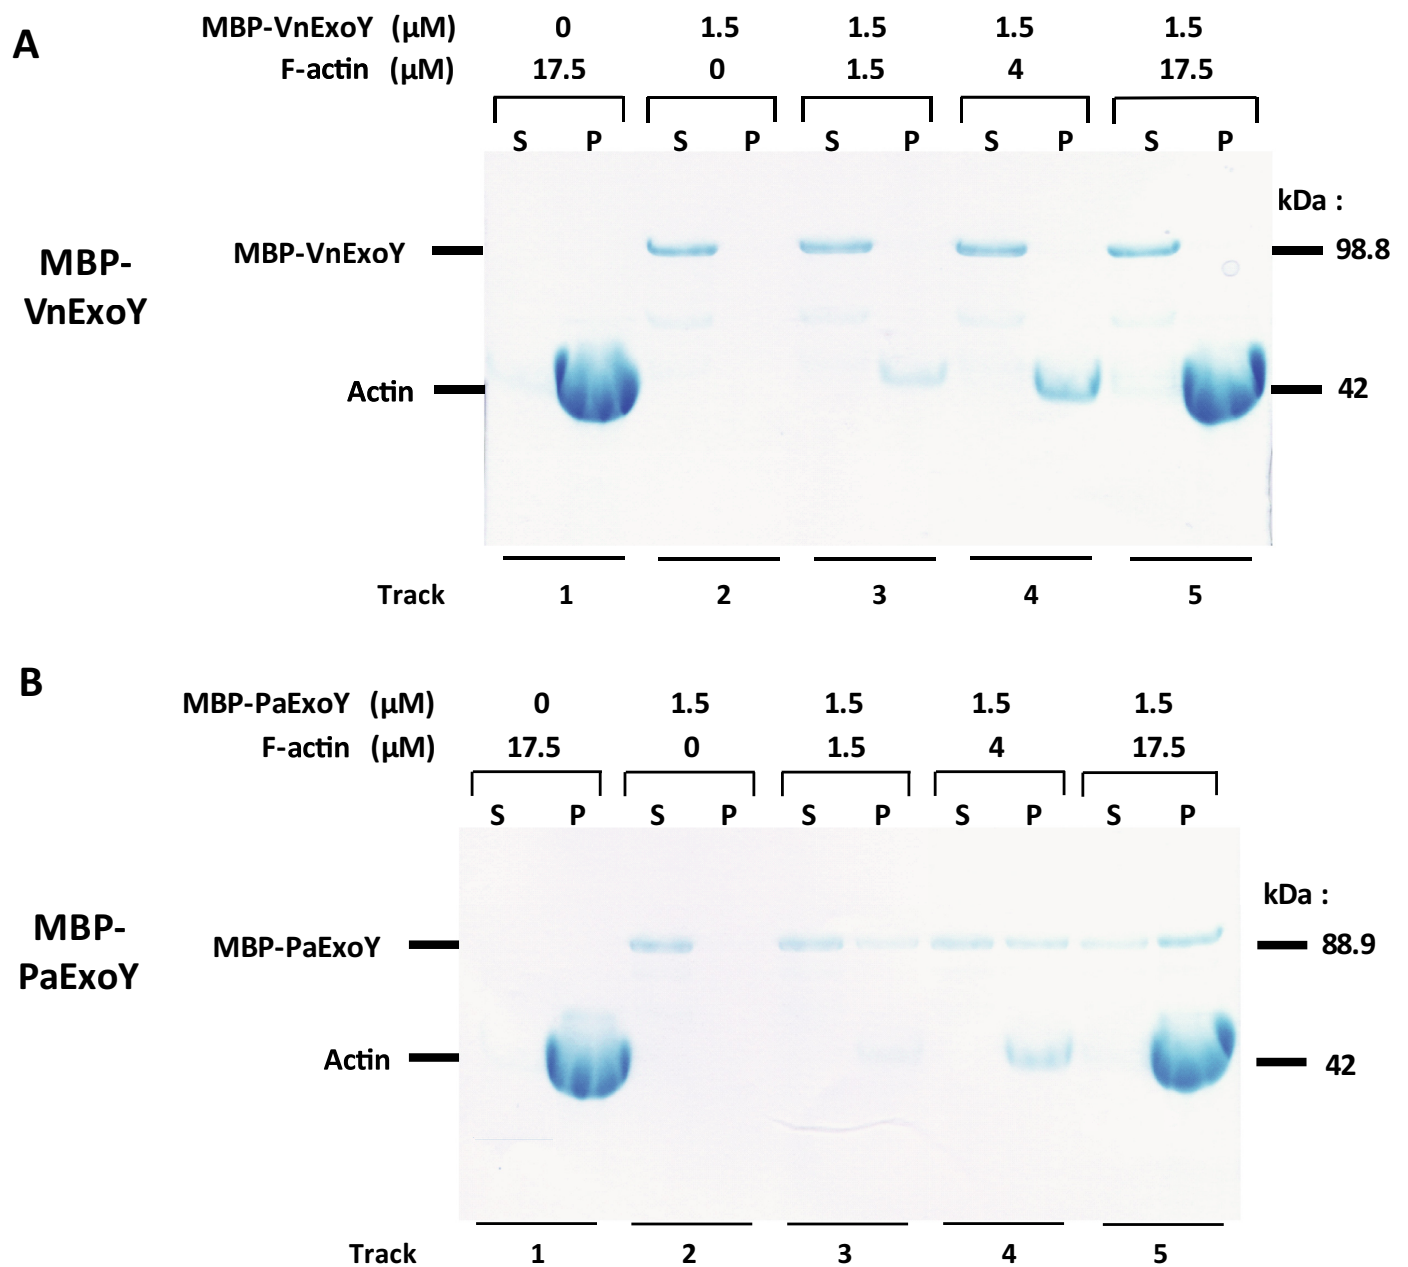 A
MBP-VnExoY (µM) 0 1.5 1.5 1.5 1.5
F-actin (µM) 17.5 0 1.5 4 17.5
S P S P S P S P S P
kDa :
MBP-VnExoY
MBP-VnExoY
98.8
Actin
42
Track 1 2 3 4 5
B
MBP-PaExoY (µM) 0 1.5 1.5 1.5 1.5
F-actin (µM) 17.5 0 1.5 4 17.5
S P S P S P S P S P
kDa :
MBP-PaExoY
MBP-PaExoY
88.9
Actin
42
Track 1 2 3 4 5